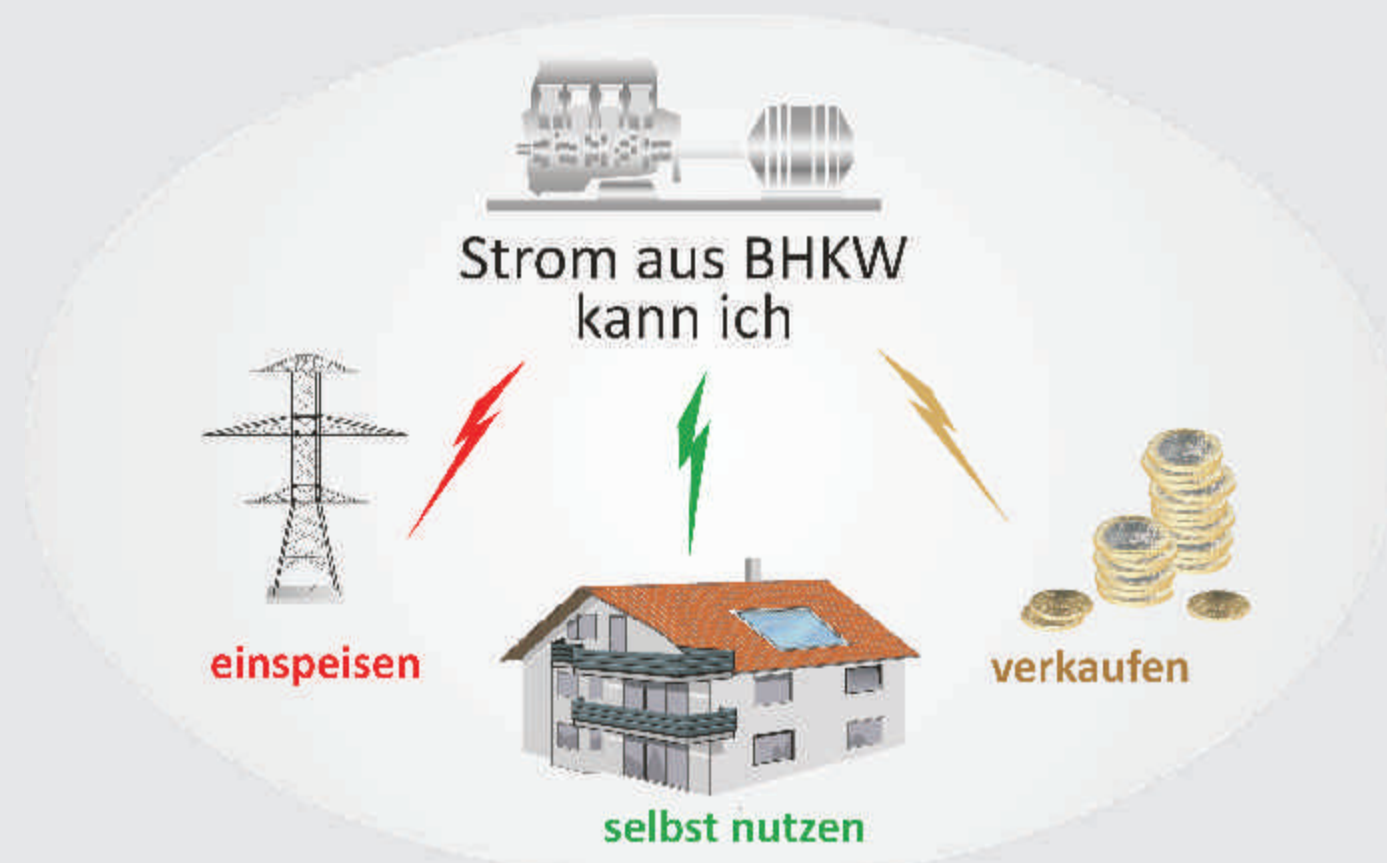 Strom aus BHKW
kann ich
einspeisen
verkaufen
selbst nutzen